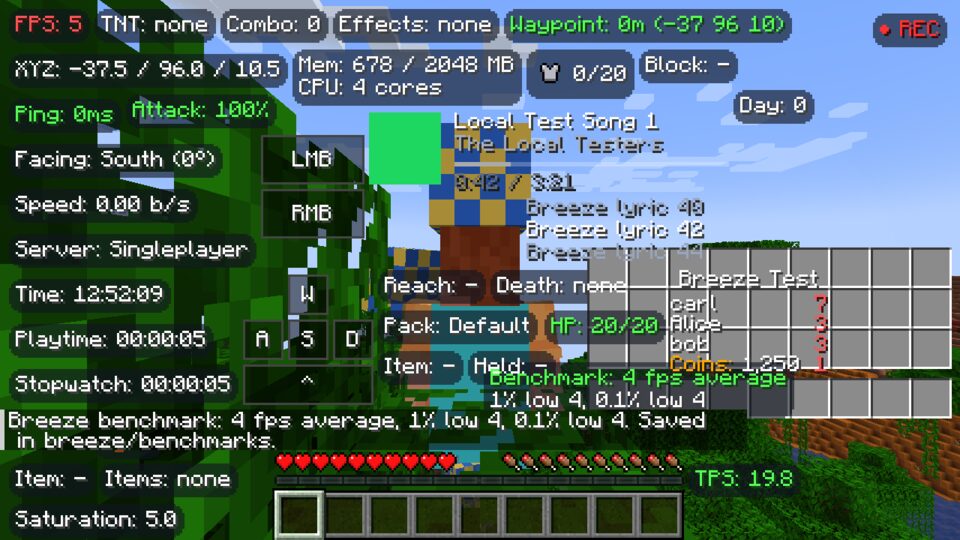 FPS: 5 TNT: none Combo: 0 Effects: none Waypoint: 0m (-37 96 10) ● REC
XYZ: -37.5 / 96.0 / 10.5
Mem: 678 / 2048 MB
CPU: 4 cores
0/20
Block: -
Day: 0
Ping: 0ms
Attack: 100%
Local Test Song 1
The Local Testers
0:42 / 3:21
Facing: South (0°)
LMB
Speed: 0.00 b/s
RMB
Breeze lyric 40
Breeze lyric 42
Breeze lyric 44
Server: Singleplayer
Reach: - Death: none
Breeze Test
Time: 12:52:09
W
carl 7
Alice 3
bob 3
Coins: 1,250 1
Pack: Default HP: 20/20
Playtime: 00:00:05
A S D
Item: - Held: -
Stopwatch: 00:00:05
^
Benchmark: 4 fps average
1% low 4, 0.1% low 4
Breeze benchmark: 4 fps average, 1% low 4, 0.1% low 4. Saved
in breeze/benchmarks.
Item: - Items: none
TPS: 19.8
Saturation: 5.0